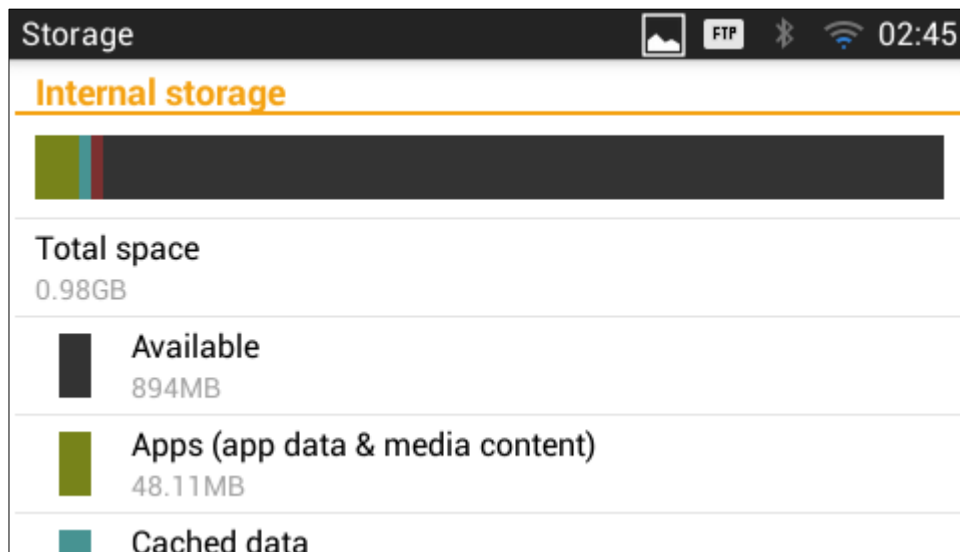 Storage
FTP
02:45
Internal storage
Total space
0.98GB
Available
894MB
Apps (app data & media content)
48.11MB
Cached data